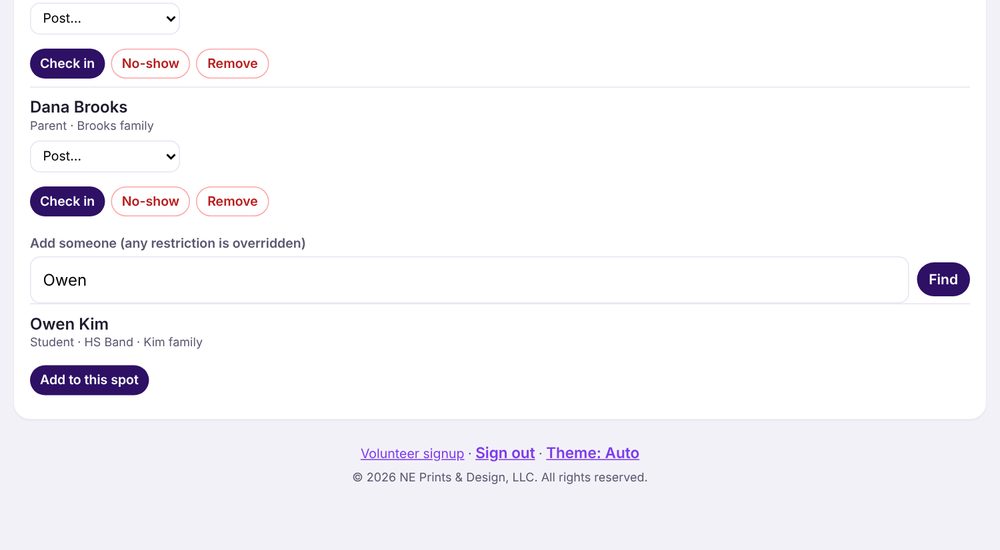 Post...
Check in No-show Remove
Dana Brooks
Parent · Brooks family
Post...
Check in No-show Remove
Add someone (any restriction is overridden)
Owen Find
Owen Kim
Student · HS Band · Kim family
Add to this spot
Volunteer signup · Sign out · Theme: Auto
© 2026 NE Prints & Design, LLC. All rights reserved.